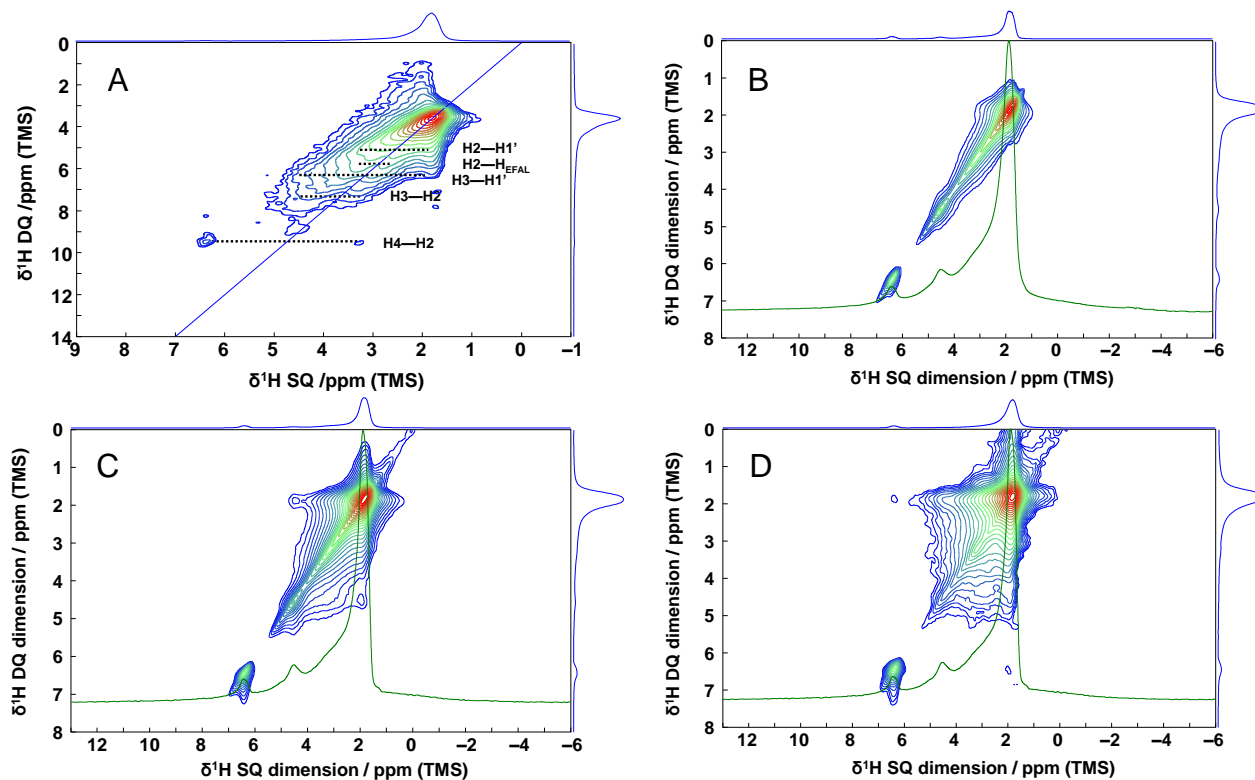 A
0
2
4
6
8
10
12
14
δ¹H DQ /ppm (TMS)
H2—H1'
H2—H_EFAL
H3—H1'
H3—H2
H4—H2
9 8 7 6 5 4 3 2 1 0 −1
δ¹H SQ /ppm (TMS)
B
0
1
2
3
4
5
6
7
8
δ¹H DQ dimension / ppm (TMS)
12 10 8 6 4 2 0 −2 −4 −6
δ¹H SQ dimension / ppm (TMS)
C
0
1
2
3
4
5
6
7
8
δ¹H DQ dimension / ppm (TMS)
12 10 8 6 4 2 0 −2 −4 −6
δ¹H SQ dimension / ppm (TMS)
D
0
1
2
3
4
5
6
7
8
δ¹H DQ dimension / ppm (TMS)
12 10 8 6 4 2 0 −2 −4 −6
δ¹H SQ dimension / ppm (TMS)